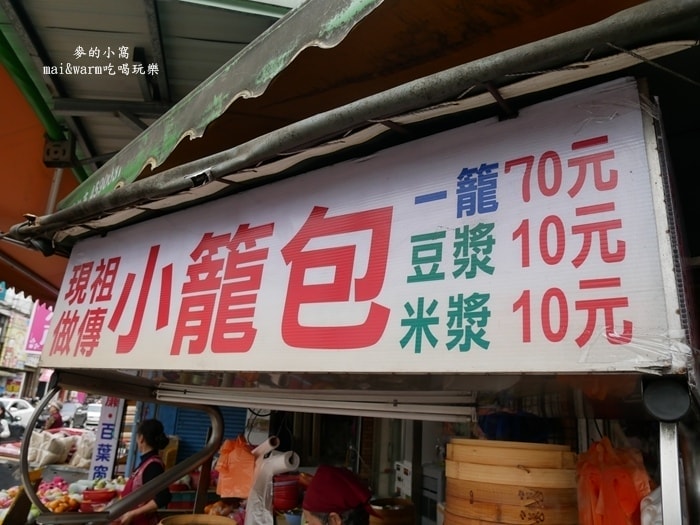 麥的小窩
mai&warm吃喝玩樂
祖傳
現做
小籠包
一籠 70元
豆漿 10元
米漿 10元
百葉窗